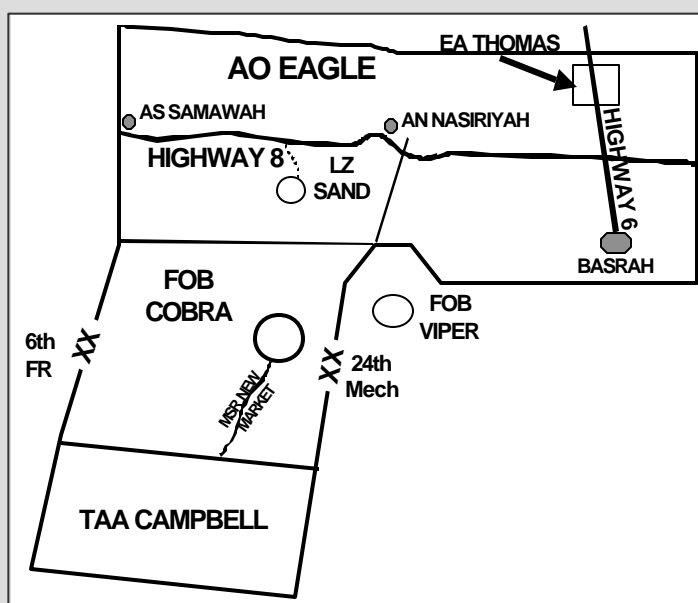 EA THOMAS
AO EAGLE
AS SAMAWAH
AN NASIRIYAH
HIGHWAY 8
LZ
SAND
HIGHWAY 6
BASRAH
FOB
COBRA
FOB
VIPER
6th
FR
XX
XX
24th
Mech
MSR NEW
MARKET
TAA CAMPBELL